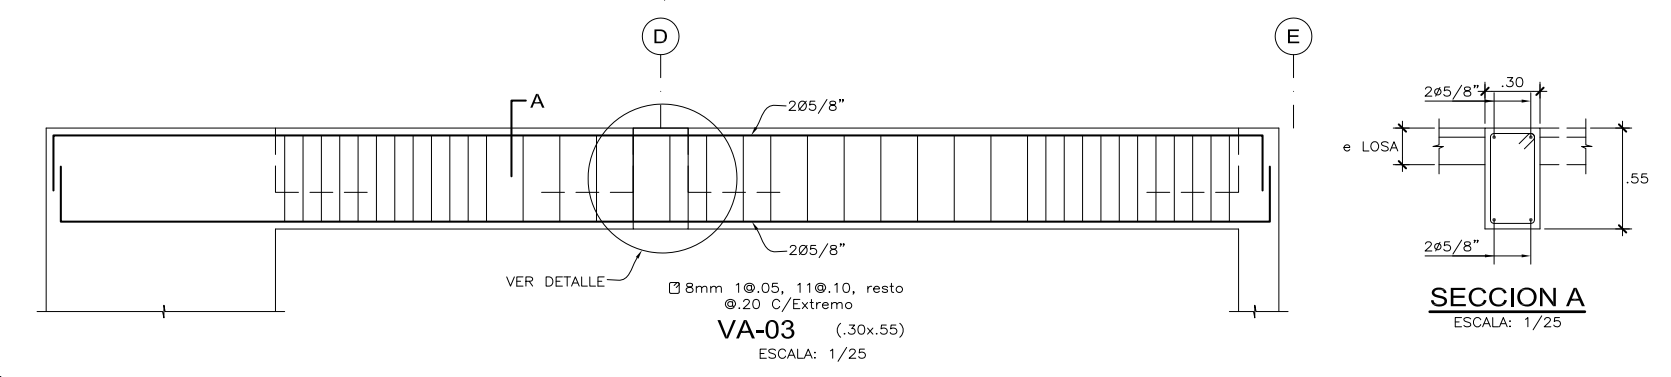 D
E
A
2Ø5/8"
2Ø5/8"
VER DETALLE
8mm 1@.05, 11@.10, resto
@.20 C/Extremo
VA-03 (.30x.55)
ESCALA: 1/25
.30
2ø5/8"
e LOSA
.55
2ø5/8"
SECCION A
ESCALA: 1/25